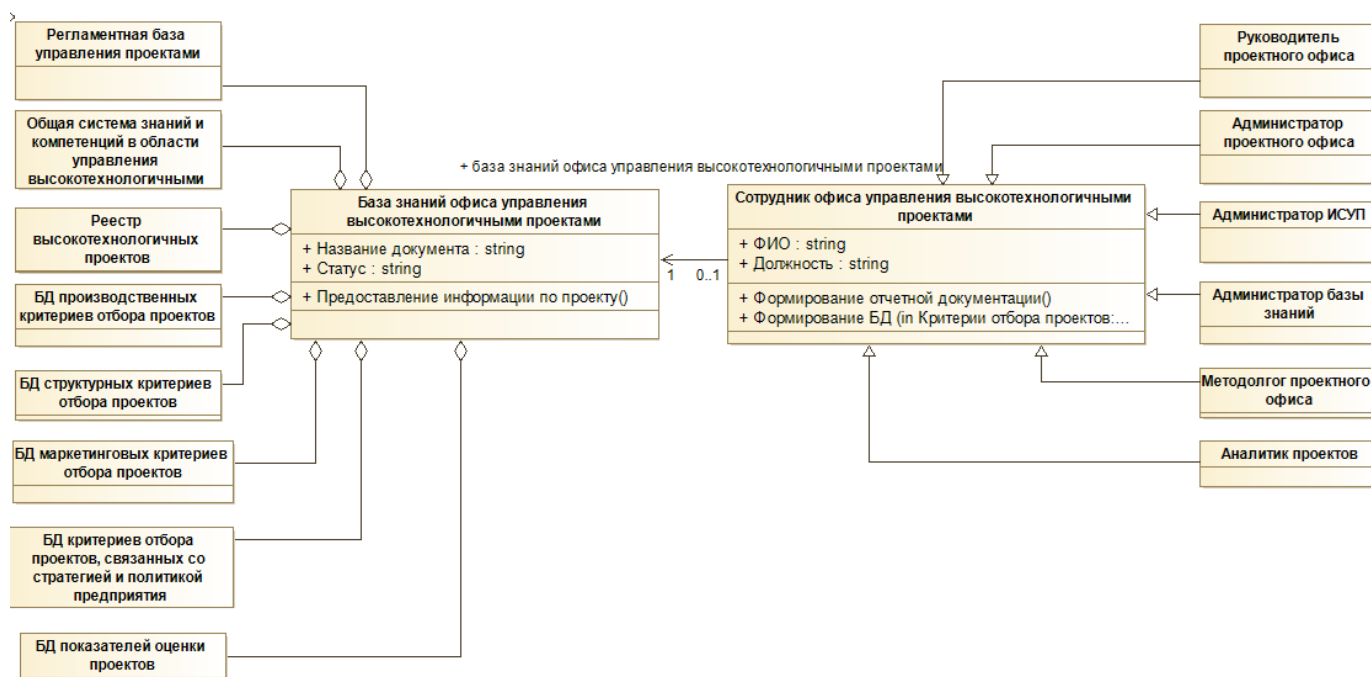 Регламентная база
управления проектами
Общая система знаний и
компетенций в области
управления
высокотехнологичными
Реестр
высокотехнологичных
проектов
БД производственных
критериев отбора проектов
БД структурных критериев
отбора проектов
БД маркетинговых критериев
отбора проектов
БД критериев отбора
проектов, связанных со
стратегией и политикой
предприятия
БД показателей оценки
проектов
+ база знаний офиса управления высокотехнологичными проектами
База знаний офиса управления
высокотехнологичными проектами
+ Название документа : string
+ Статус : string
+ Предоставление информации по проекту()
1 0..1
Сотрудник офиса управления высокотехнологичными
проектами
+ ФИО : string
+ Должность : string
+ Формирование отчетной документации()
+ Формирование БД (in Критерии отбора проектов:...
Руководитель
проектного офиса
Администратор
проектного офиса
Администратор ИСУП
Администратор базы
знаний
Методолог проектного
офиса
Аналитик проектов